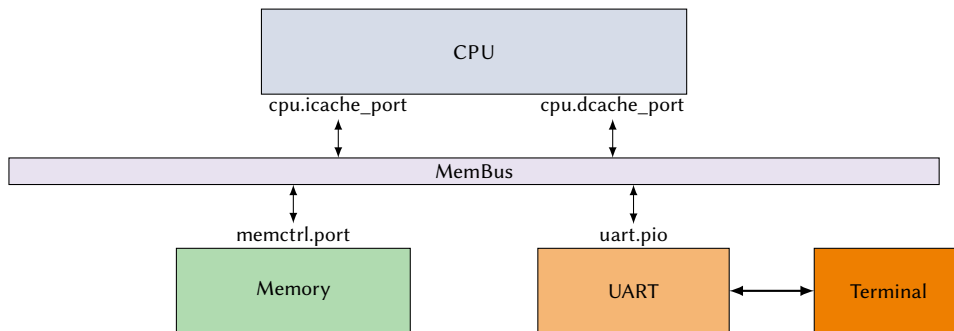 CPU
cpu.icache_port
cpu.dcache_port
MemBus
memctrl.port
uart.pio
Memory
UART
Terminal